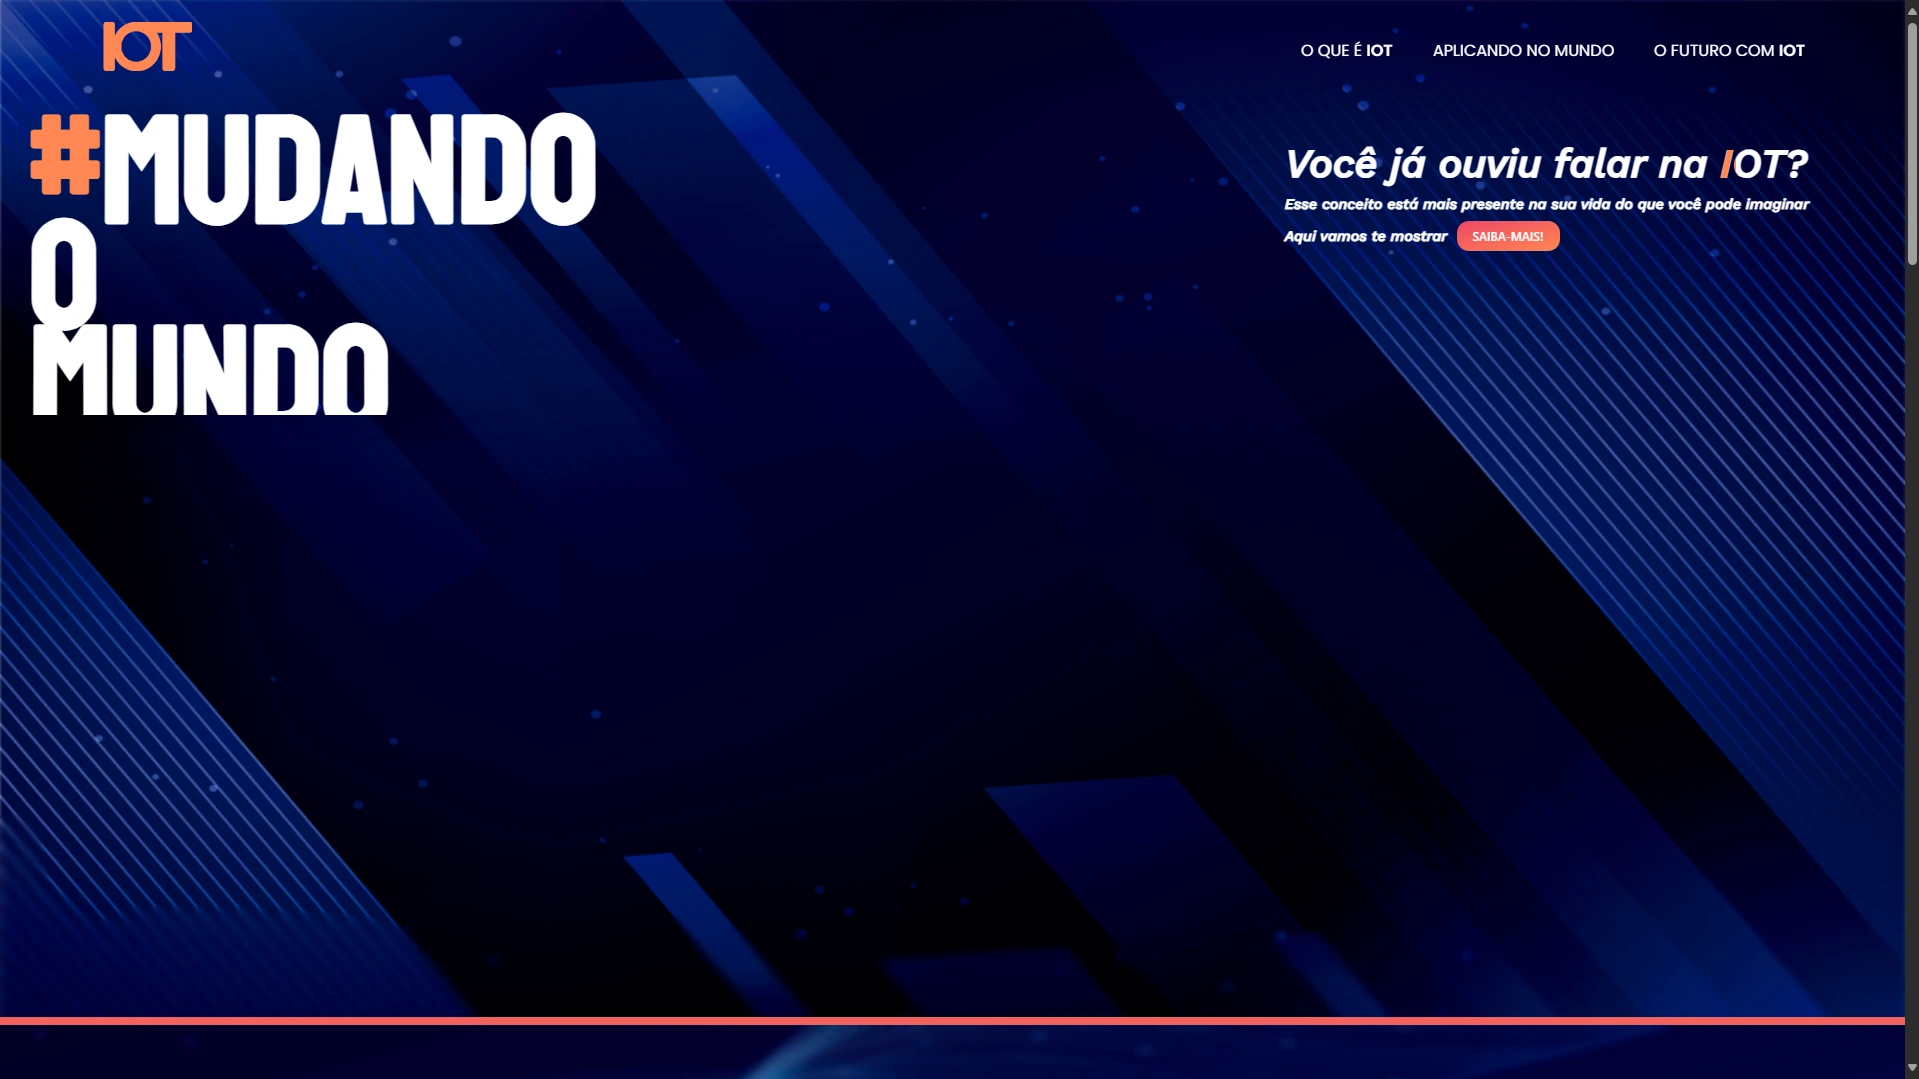 IOT
O QUE É IOT
APLICANDO NO MUNDO
O FUTURO COM IOT
#MUDANDO
O
MUNDO
Você já ouviu falar na IOT?
Esse conceito está mais presente na sua vida do que você pode imaginar
Aqui vamos te mostrar SAIBA-MAIS!